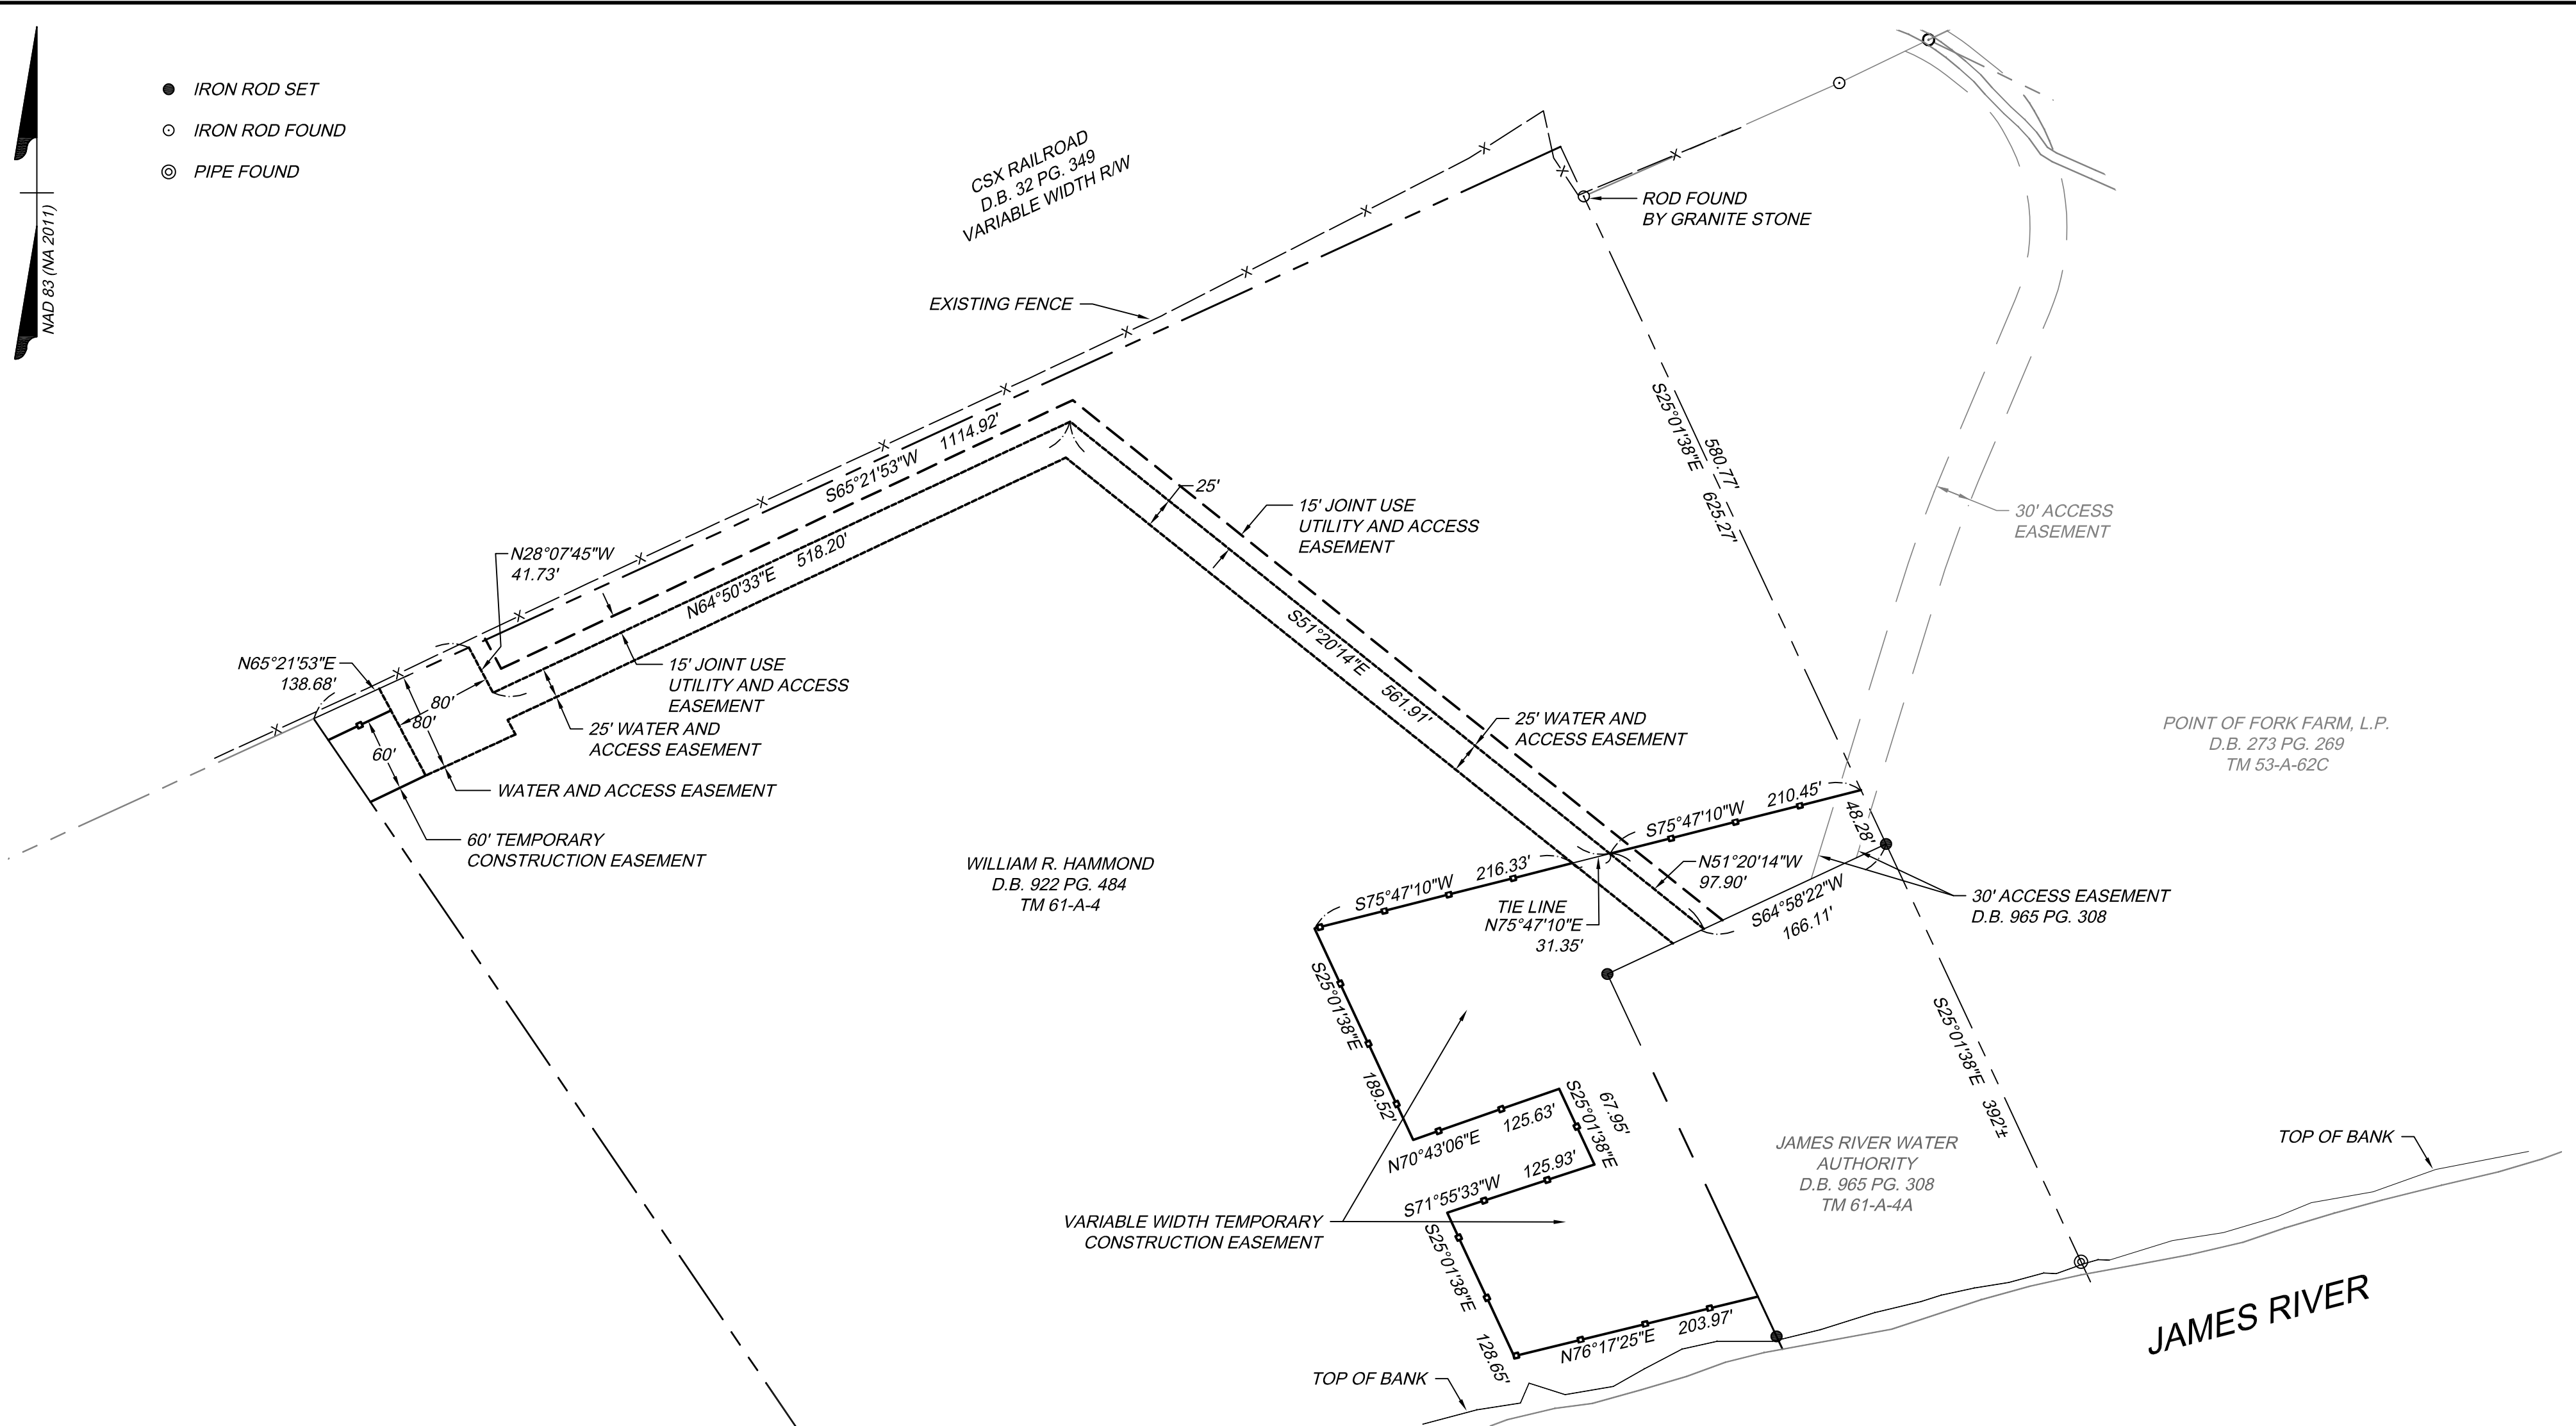 NAD 83 (NA 2011)
IRON ROD SET
IRON ROD FOUND
PIPE FOUND
CSX RAILROAD
D.B. 32 PG. 349
VARIABLE WIDTH R/W
ROD FOUND
BY GRANITE STONE
EXISTING FENCE
S65°21'53"W 1114.92'
S25°01'38"E 625.27'
580.77'
25'
15' JOINT USE
UTILITY AND ACCESS
EASEMENT
30' ACCESS
EASEMENT
N28°07'45"W
41.73'
N64°50'33"E 518.20'
S51°20'14"E 561.91'
N65°21'53"E
138.68'
80'
80'
60'
15' JOINT USE
UTILITY AND ACCESS
EASEMENT
25' WATER AND
ACCESS EASEMENT
WATER AND ACCESS EASEMENT
60' TEMPORARY
CONSTRUCTION EASEMENT
25' WATER AND
ACCESS EASEMENT
POINT OF FORK FARM, L.P.
D.B. 273 PG. 269
TM 53-A-62C
S75°47'10"W 210.45'
48.28'
WILLIAM R. HAMMOND
D.B. 922 PG. 484
TM 61-A-4
S75°47'10"W 216.33'
N51°20'14"W
97.90'
TIE LINE
N75°47'10"E
31.35'
S64°58'22"W
166.11'
30' ACCESS EASEMENT
D.B. 965 PG. 308
S25°01'38"E 189.52'
N70°43'06"E 125.63'
S25°01'38"E
67.95'
S71°55'33"W 125.93'
S25°01'38"E 392'±
JAMES RIVER WATER
AUTHORITY
D.B. 965 PG. 308
TM 61-A-4A
TOP OF BANK
VARIABLE WIDTH TEMPORARY
CONSTRUCTION EASEMENT
S25°01'38"E 128.65'
N76°17'25"E 203.97'
JAMES RIVER
TOP OF BANK